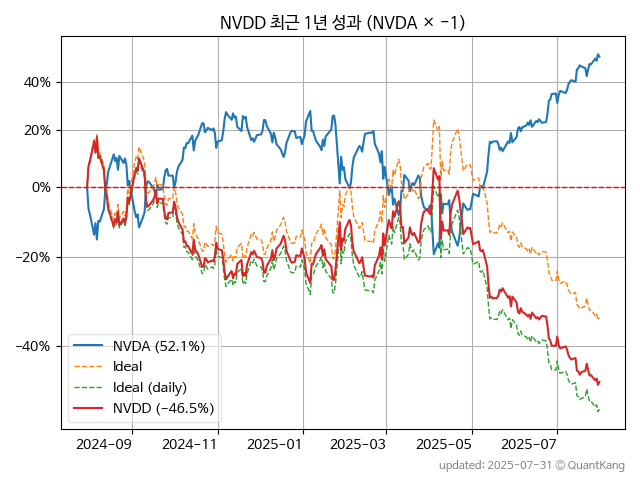 NVDD 최근 1년 성과 (NVDA × −1)
40%
20%
0%
−20%
−40%
NVDA (52.1%)
Ideal
Ideal (daily)
NVDD (−46.5%)
2024−09
2024−11
2025−01
2025−03
2025−05
2025−07
updated: 2025-07-31 © QuantKang